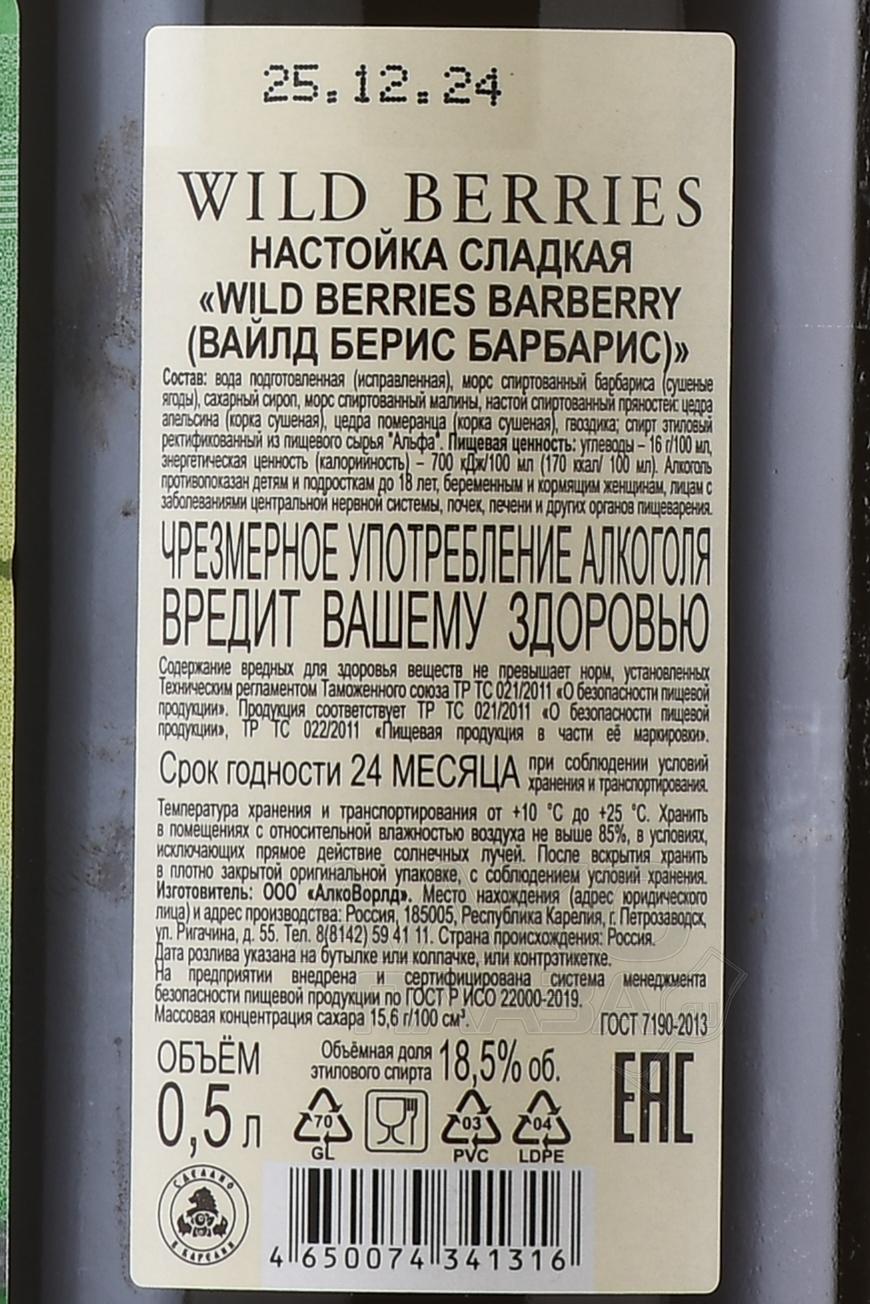 25.12.24
WILD BERRIES
НАСТОЙКА СЛАДКАЯ
«WILD BERRIES BARBERRY
(ВАЙЛД БЕРИС БАРБАРИС)»
Состав: вода подготовленная (исправленная), морс спиртованный барбариса (сушеные
ягоды), сахарный сироп, морс спиртованный малины, настой спиртованный пряностей: цедра
апельсина (корка сушеная), цедра померанца (корка сушеная), гвоздика; спирт этиловый
ректификованный из пищевого сырья "Альфа". Пищевая ценность: углеводы – 16 г/100 мл,
энергетическая ценность (калорийность) – 700 кДж/100 мл (170 ккал/ 100 мл). Алкоголь
противопоказан детям и подросткам до 18 лет, беременным и кормящим женщинам, лицам с
заболеваниями центральной нервной системы, почек, печени и других органов пищеварения.
ЧРЕЗМЕРНОЕ УПОТРЕБЛЕНИЕ АЛКОГОЛЯ
ВРЕДИТ ВАШЕМУ ЗДОРОВЬЮ
Содержание вредных для здоровья веществ не превышает норм, установленных
Техническим регламентом Таможенного союза ТР ТС 021/2011 «О безопасности пищевой
продукции». Продукция соответствует ТР ТС 021/2011 «О безопасности пищевой
продукции», ТР ТС 022/2011 «Пищевая продукция в части её маркировки».
Срок годности 24 МЕСЯЦА при соблюдении условий
хранения и транспортирования.
Температура хранения и транспортирования от +10 °С до +25 °С. Хранить
в помещениях с относительной влажностью воздуха не выше 85%, в условиях,
исключающих прямое действие солнечных лучей. После вскрытия хранить
в плотно закрытой оригинальной упаковке, с соблюдением условий хранения.
Изготовитель: ООО «АлкоВорлд». Место нахождения (адрес юридического
лица) и адрес производства: Россия, 185005, Республика Карелия, г. Петрозаводск,
ул. Ригачина, д. 55. Тел. 8(8142) 59 41 11. Страна происхождения: Россия.
Дата розлива указана на бутылке или колпачке, или контрэтикетке.
На предприятии внедрена и сертифицирована система менеджмента
безопасности пищевой продукции по ГОСТ Р ИСО 22000-2019.
Массовая концентрация сахара 15,6 г/100 см³.
ГОСТ 7190-2013
ОБЪЁМ
0,5 л
Объёмная доля
этилового спирта 18,5% об.
EAC
70 GL
03 PVC
04 LDPE
СДЕЛАНО
В КАРЕЛИИ
4 650074 341316